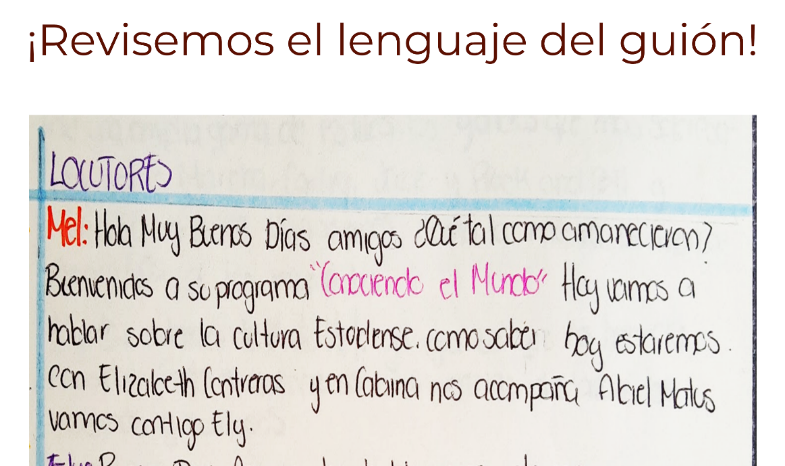 ¡Revisemos el lenguaje del guión!
LOCUTORES
Mel: Hola Muy Buenos Días amigos ¿Qué tal como amanecieron?
Bienvenidos a su programa "Conociendo el Mundo" Hoy vamos a
hablar sobre la cultura Estoplense. como saben hoy estaremos.
con Elizabeth Contreras y en Cabina nos acompaña Abiel Matus
vamos contigo Ely.